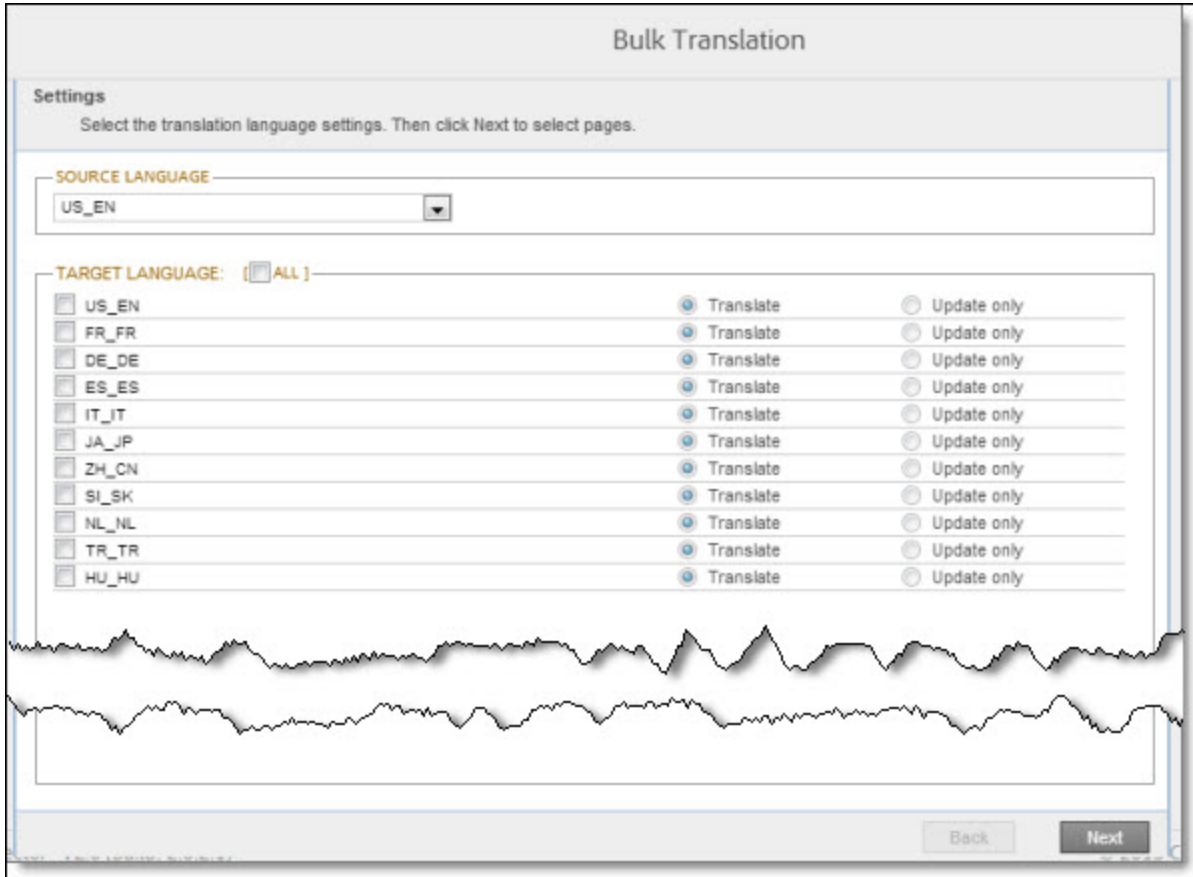 Bulk Translation
Settings
Select the translation language settings. Then click Next to select pages.
SOURCE LANGUAGE
US_EN
TARGET LANGUAGE: [ ALL ]
US_EN Translate Update only
FR_FR Translate Update only
DE_DE Translate Update only
ES_ES Translate Update only
IT_IT Translate Update only
JA_JP Translate Update only
ZH_CN Translate Update only
SI_SK Translate Update only
NL_NL Translate Update only
TR_TR Translate Update only
HU_HU Translate Update only
Back Next